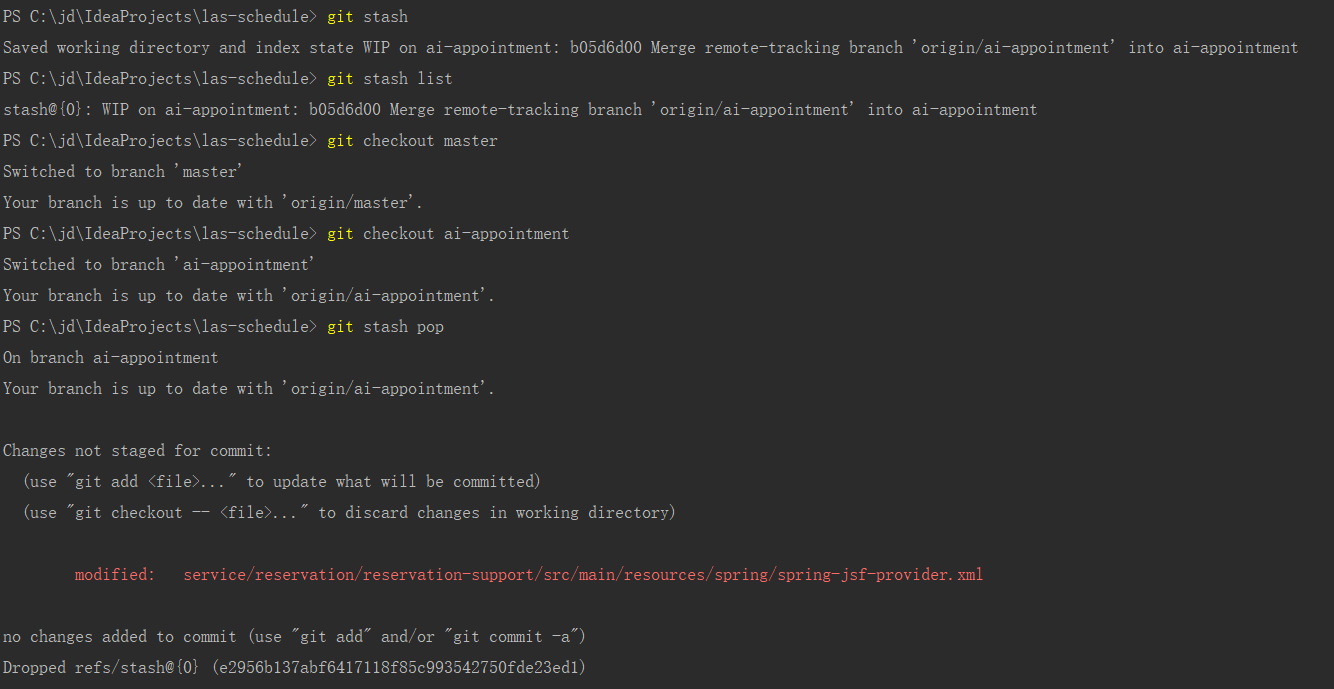 PS C:\jd\IdeaProjects\las-schedule> git stash
Saved working directory and index state WIP on ai-appointment: b05d6d00 Merge remote-tracking branch 'origin/ai-appointment' into ai-appointment
PS C:\jd\IdeaProjects\las-schedule> git stash list
stash@{0}: WIP on ai-appointment: b05d6d00 Merge remote-tracking branch 'origin/ai-appointment' into ai-appointment
PS C:\jd\IdeaProjects\las-schedule> git checkout master
Switched to branch 'master'
Your branch is up to date with 'origin/master'.
PS C:\jd\IdeaProjects\las-schedule> git checkout ai-appointment
Switched to branch 'ai-appointment'
Your branch is up to date with 'origin/ai-appointment'.
PS C:\jd\IdeaProjects\las-schedule> git stash pop
On branch ai-appointment
Your branch is up to date with 'origin/ai-appointment'.
Changes not staged for commit:
  (use "git add <file>..." to update what will be committed)
  (use "git checkout -- <file>..." to discard changes in working directory)
        modified:   service/reservation/reservation-support/src/main/resources/spring/spring-jsf-provider.xml
no changes added to commit (use "git add" and/or "git commit -a")
Dropped refs/stash@{0} (e2956b137abf6417118f85c993542750fde23ed1)